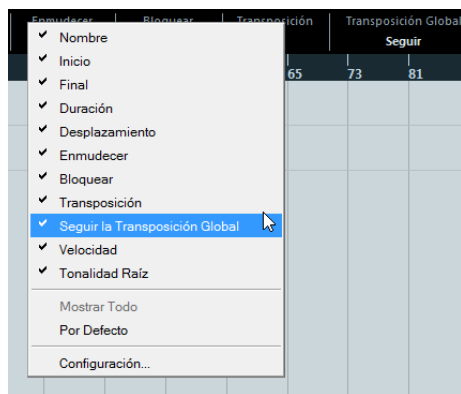 Enmudecer Bloquear Transposición Transposición Global
Seguir
65 73 81
Nombre
Inicio
Final
Duración
Desplazamiento
Enmudecer
Bloquear
Transposición
Seguir la Transposición Global
Velocidad
Tonalidad Raíz
Mostrar Todo
Por Defecto
Configuración...